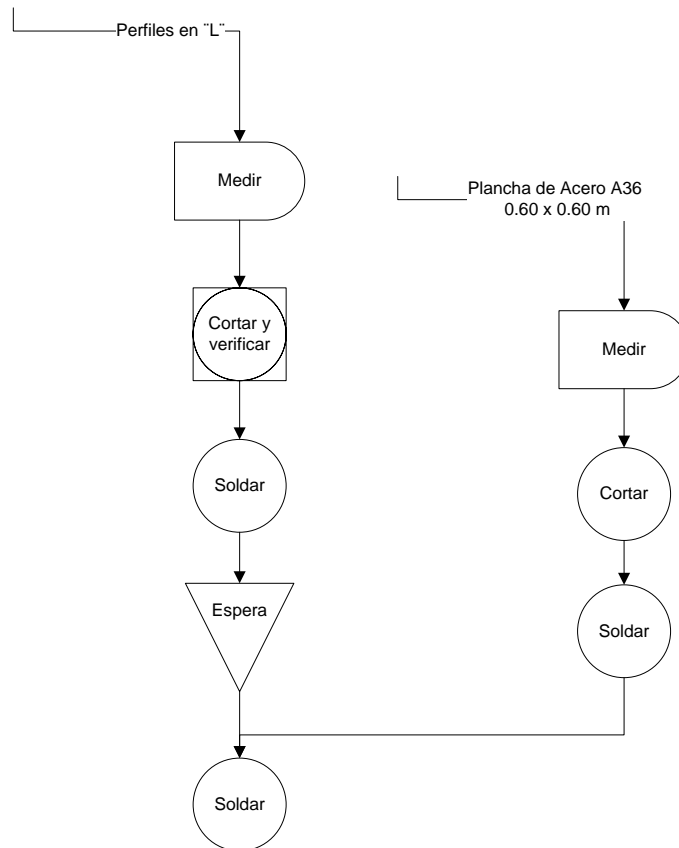 Perfiles en ¨L¨
Medir
Cortar y
verificar
Soldar
Espera
Soldar
Plancha de Acero A36
0.60 x 0.60 m
Medir
Cortar
Soldar